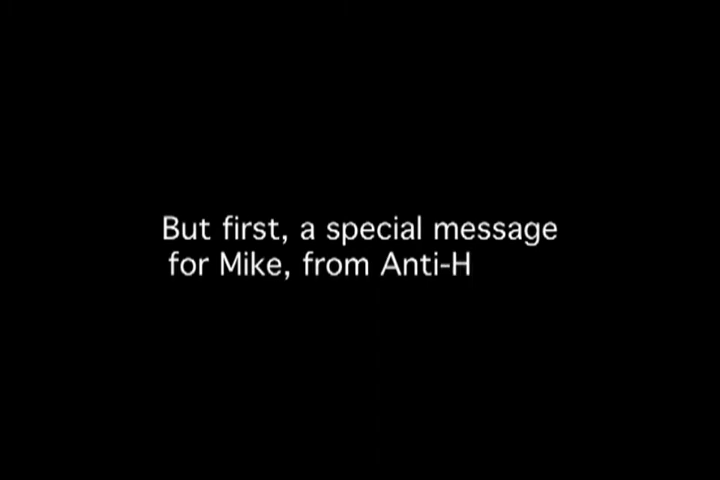 But first, a special message
for Mike, from Anti-H